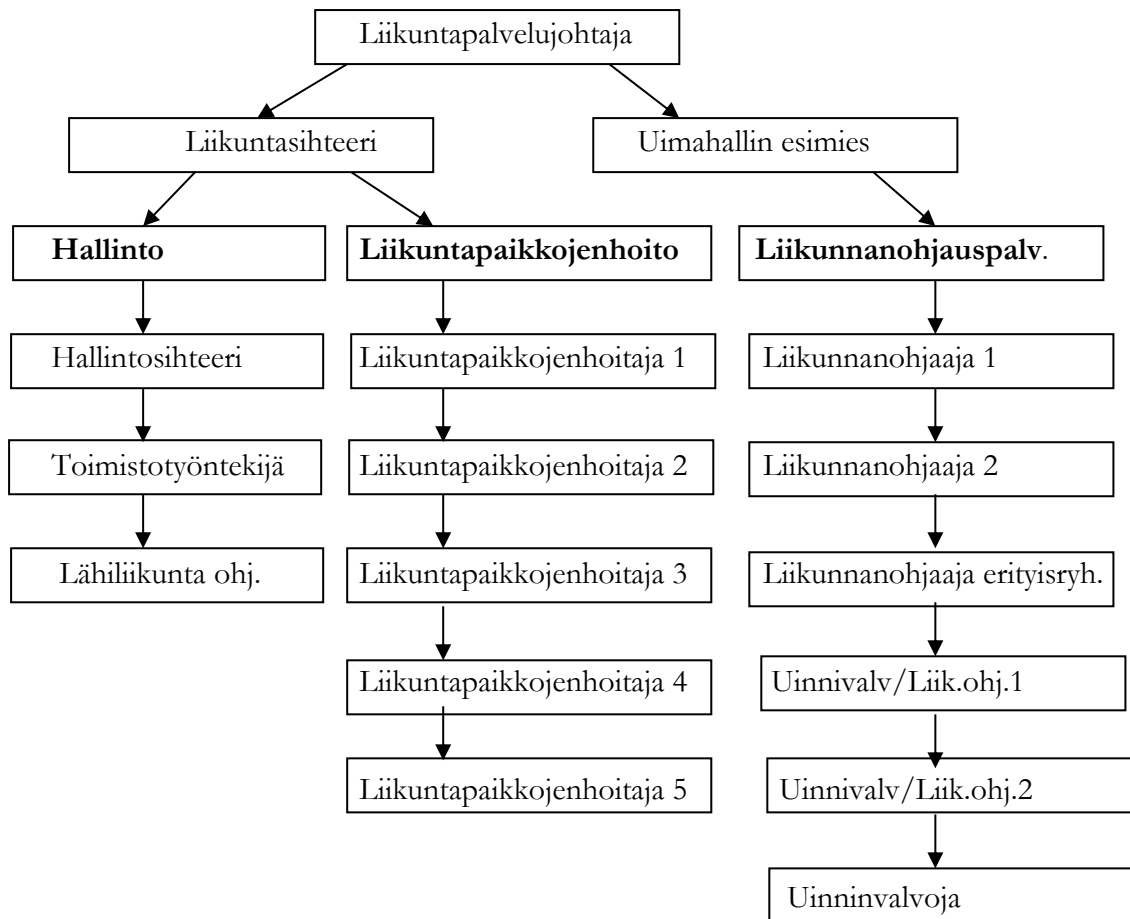 Liikuntapalvelujohtaja
Liikuntasihteeri
Uimahallin esimies
Hallinto
Liikuntapaikkojenhoito
Liikunnanohjauspalv.
Hallintosihteeri
Liikuntapaikkojenhoitaja 1
Liikunnanohjaaja 1
Toimistotyöntekijä
Liikuntapaikkojenhoitaja 2
Liikunnanohjaaja 2
Lähiliikunta ohj.
Liikuntapaikkojenhoitaja 3
Liikunnanohjaaja erityisryh.
Liikuntapaikkojenhoitaja 4
Uinnivalv/Liik.ohj.1
Liikuntapaikkojenhoitaja 5
Uinnivalv/Liik.ohj.2
Uinninvalvoja